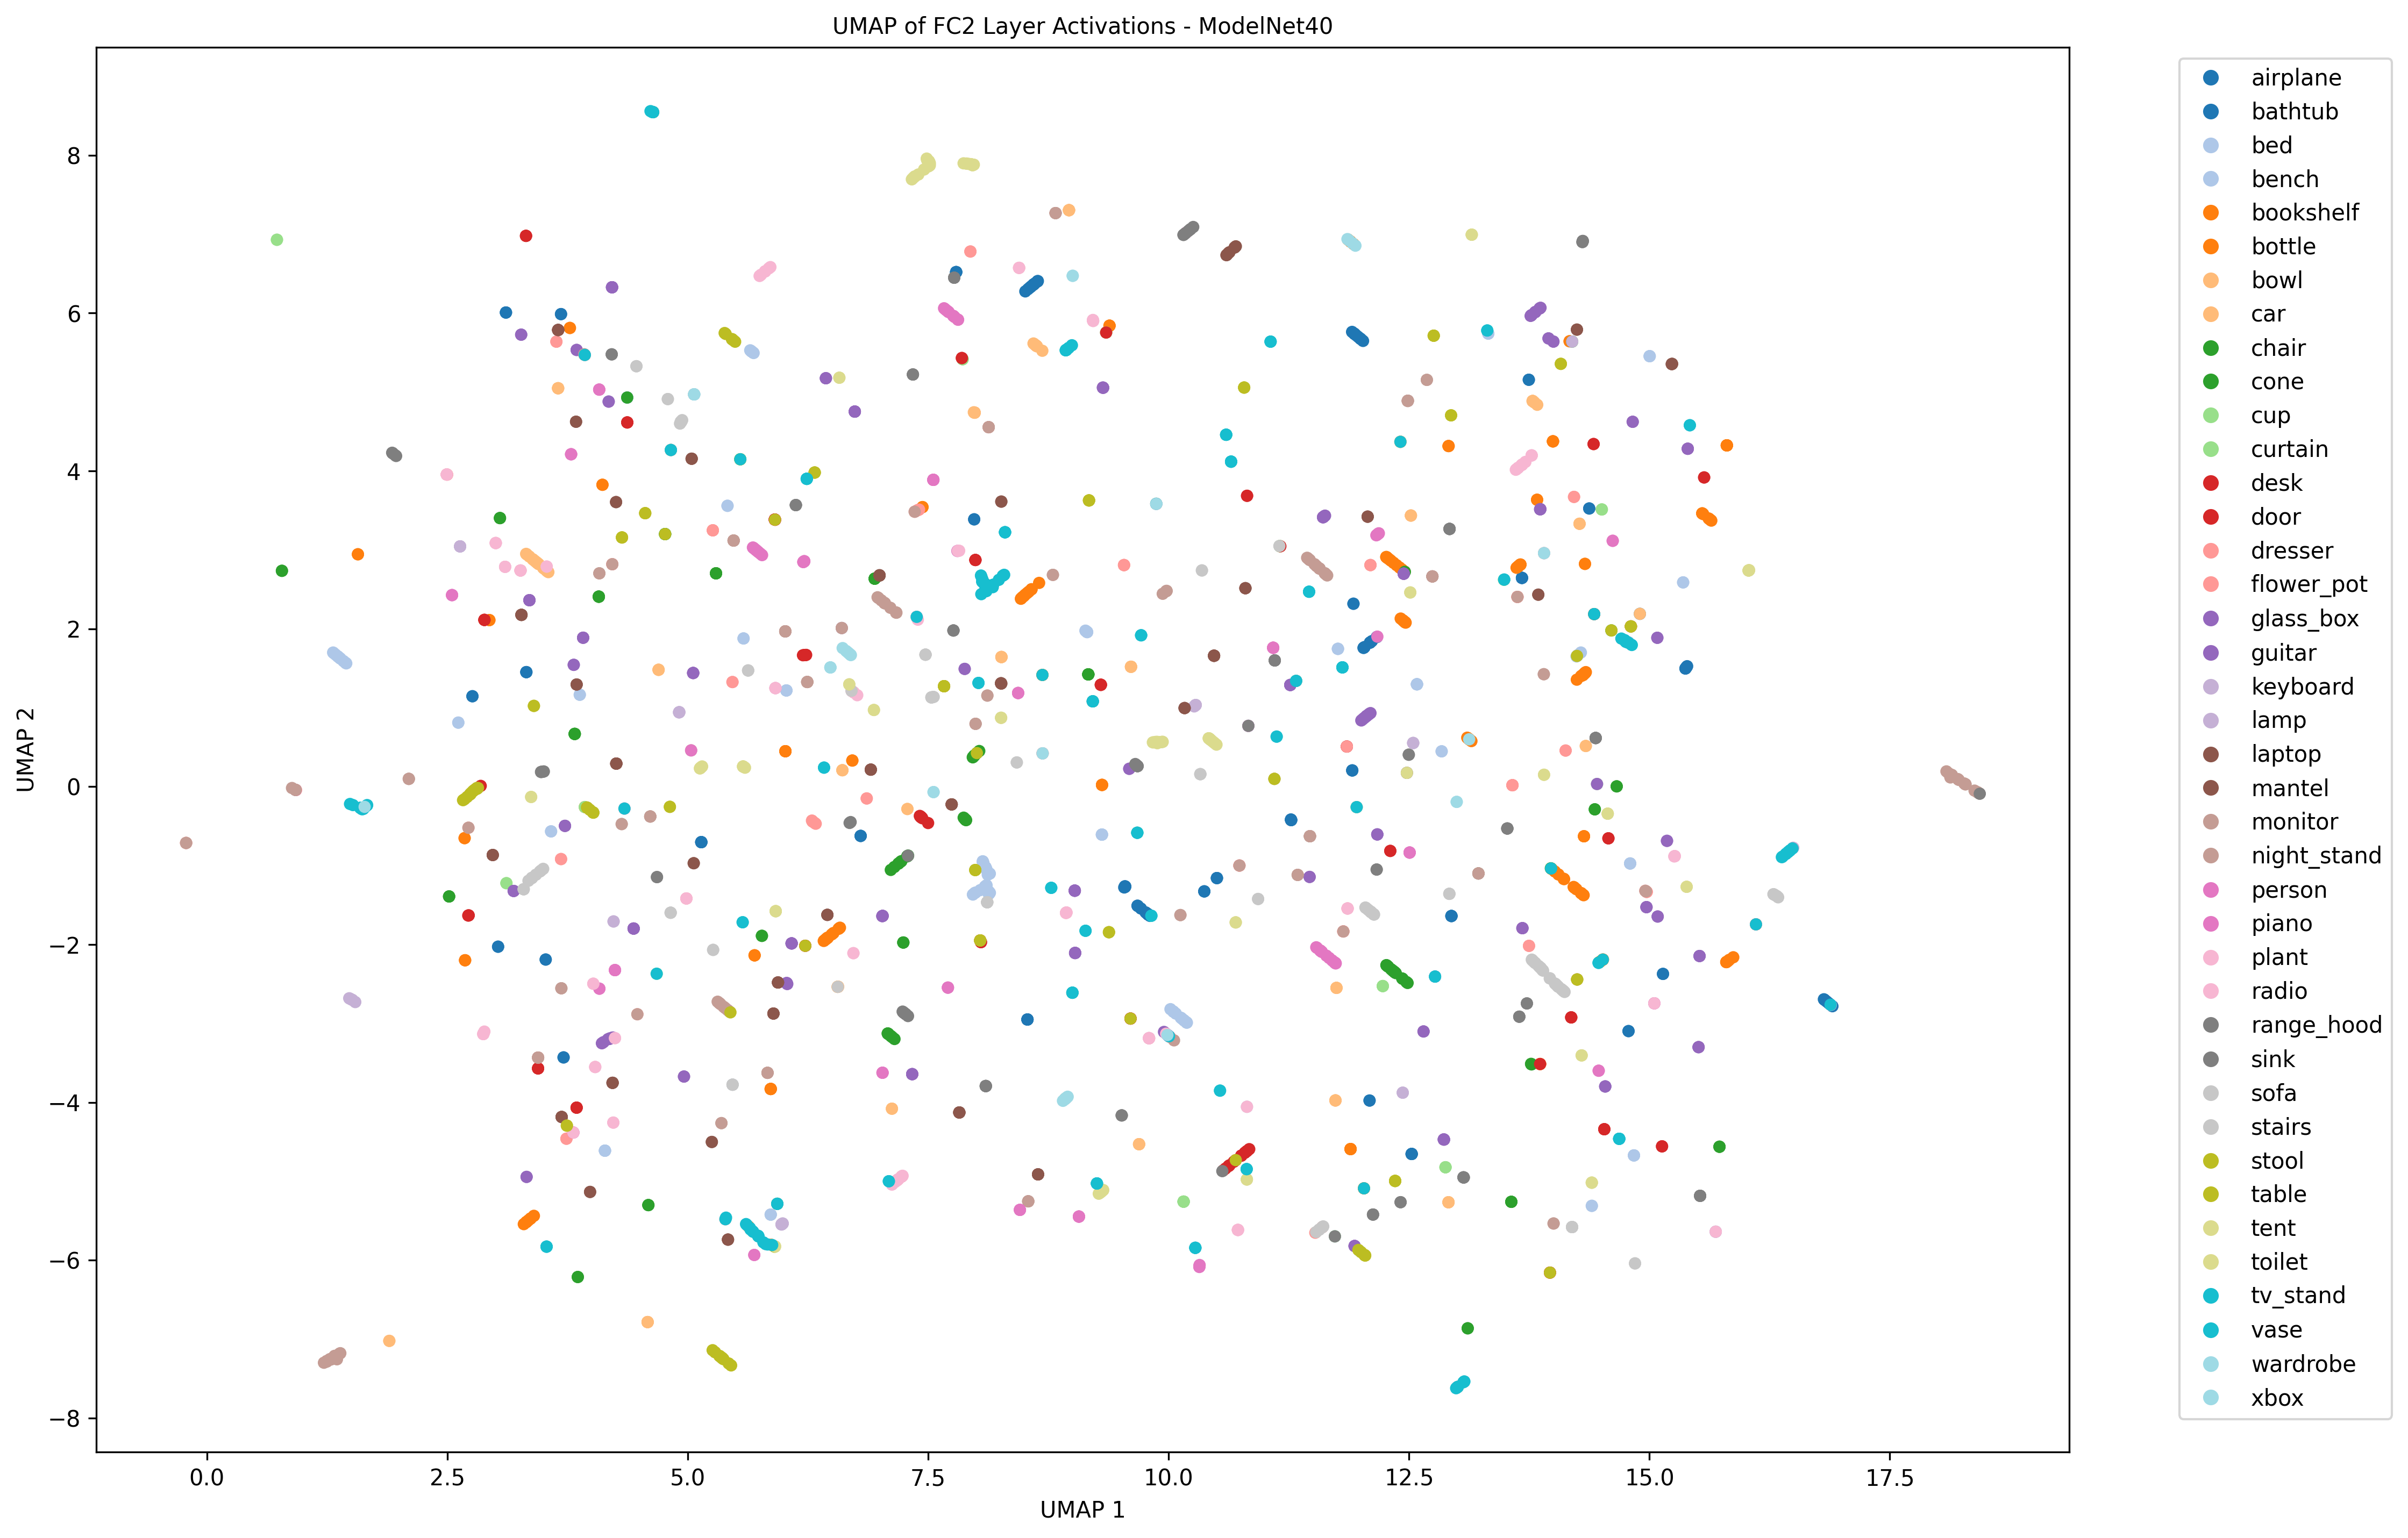 UMAP of FC2 Layer Activations - ModelNet40
8
6
4
2
0
−2
−4
−6
−8
UMAP 2
0.0 2.5 5.0 7.5 10.0 12.5 15.0 17.5
UMAP 1
airplane
bathtub
bed
bench
bookshelf
bottle
bowl
car
chair
cone
cup
curtain
desk
door
dresser
flower_pot
glass_box
guitar
keyboard
lamp
laptop
mantel
monitor
night_stand
person
piano
plant
radio
range_hood
sink
sofa
stairs
stool
table
tent
toilet
tv_stand
vase
wardrobe
xbox